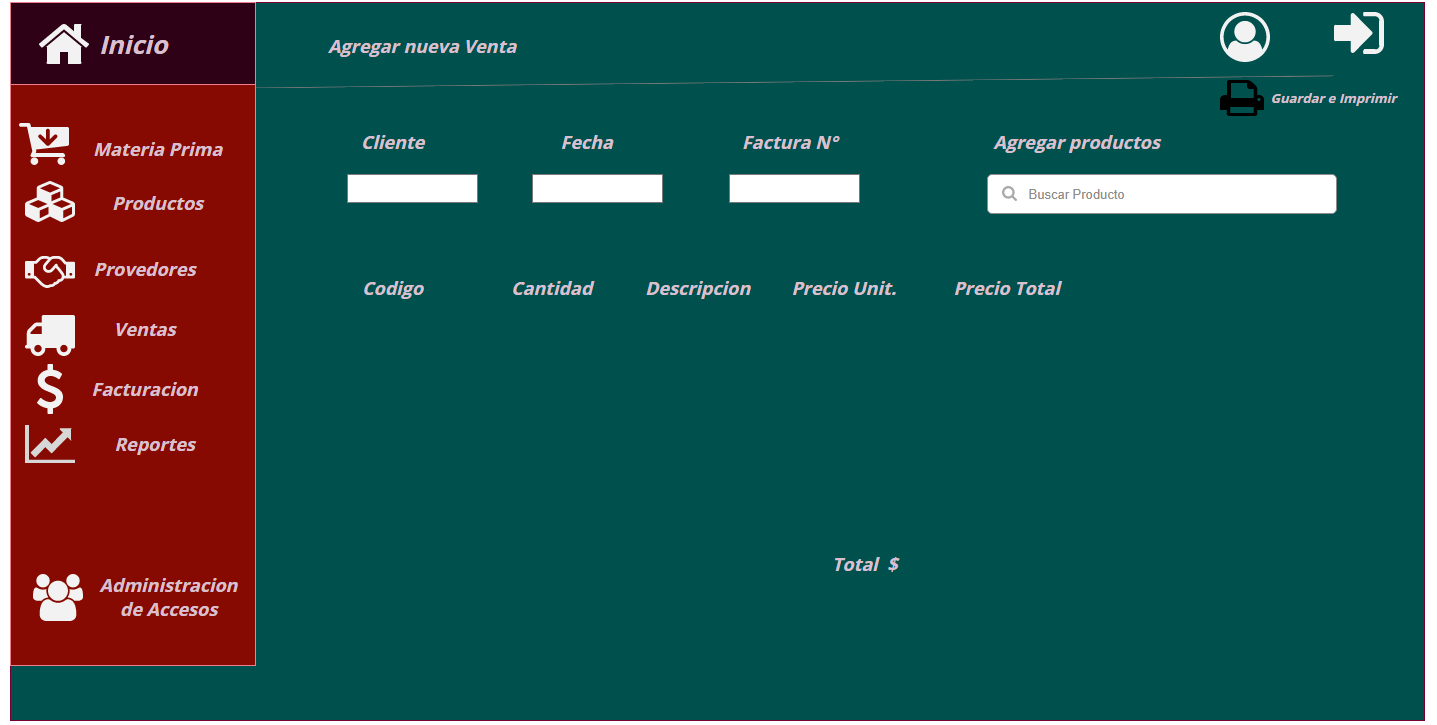 Inicio
Agregar nueva Venta
Guardar e Imprimir
Materia Prima
Productos
Provedores
Ventas
Facturacion
Reportes
Administracion
de Accesos
Cliente
Fecha
Factura N°
Agregar productos
Buscar Producto
Codigo
Cantidad
Descripcion
Precio Unit.
Precio Total
Total $